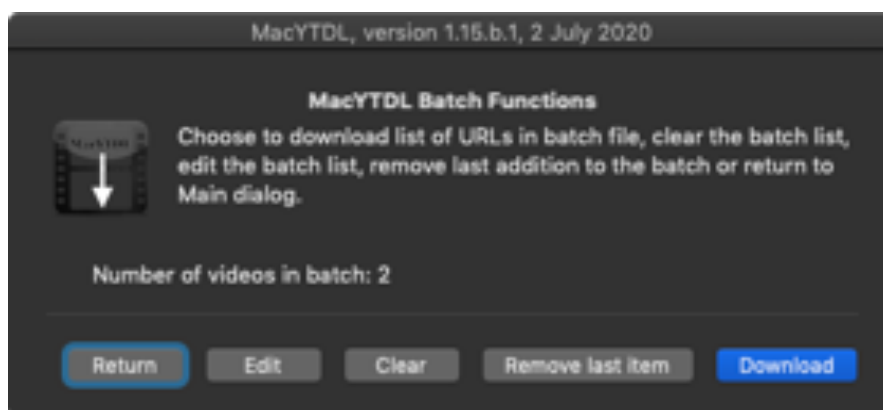 MacYTDL, version 1.15.b.1, 2 July 2020
MacYTDL Batch Functions
Choose to download list of URLs in batch file, clear the batch list,
edit the batch list, remove last addition to the batch or return to
Main dialog.
MacYTDL
Number of videos in batch: 2
Return Edit Clear Remove last item Download